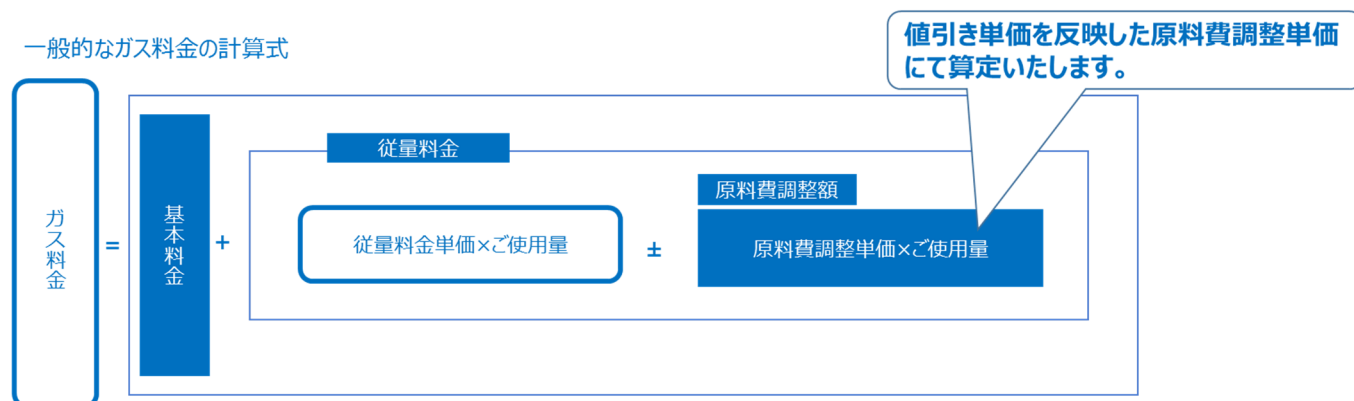 値引き単価を反映した原料費調整単価
にて算定いたします。
一般的なガス料金の計算式
ガス料金
=
基本料金
+
従量料金
従量料金単価×ご使用量
±
原料費調整額
原料費調整単価×ご使用量